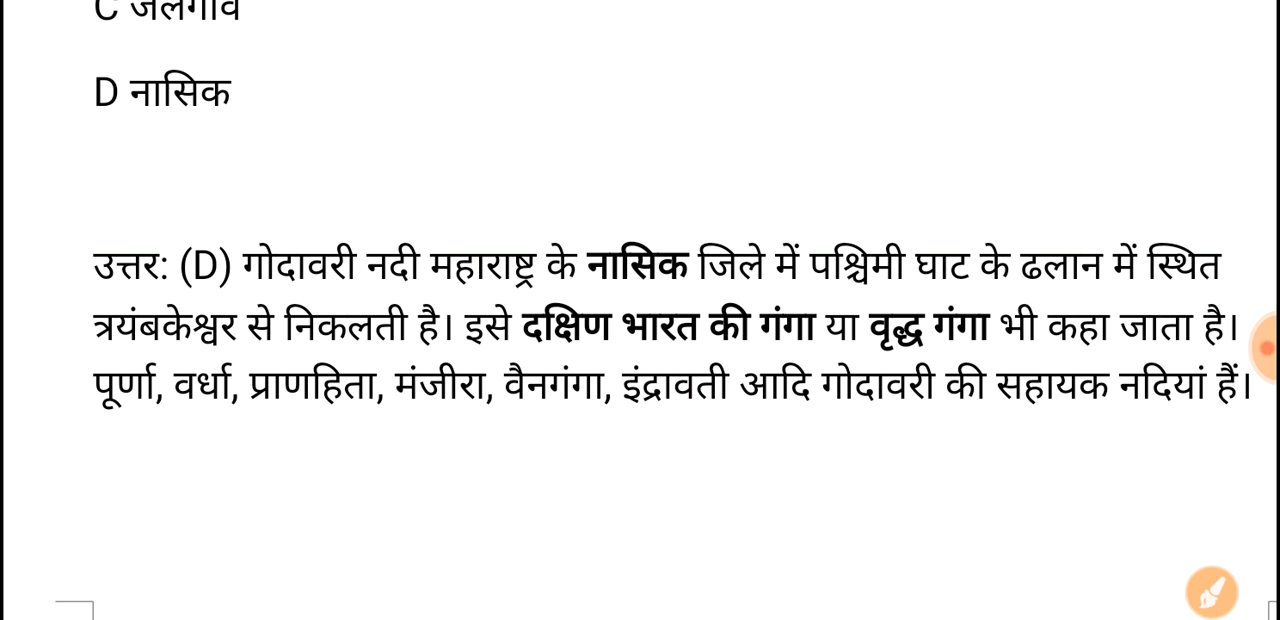 C जलगांव
D नासिक
उत्तर: (D) गोदावरी नदी महाराष्ट्र के नासिक जिले में पश्चिमी घाट के ढलान में स्थित
त्रयंबकेश्वर से निकलती है। इसे दक्षिण भारत की गंगा या वृद्ध गंगा भी कहा जाता है।
पूर्णा, वर्धा, प्राणहिता, मंजीरा, वैनगंगा, इंद्रावती आदि गोदावरी की सहायक नदियां हैं।